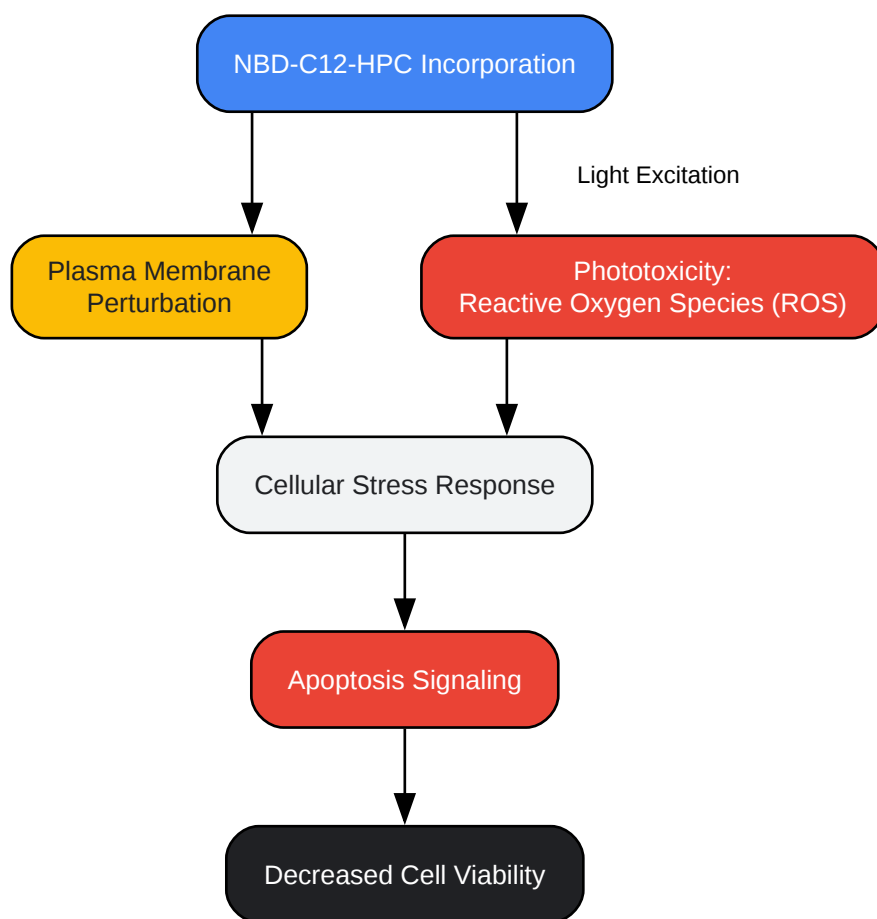 NBD-C12-HPC Incorporation
Light Excitation
Plasma Membrane
Perturbation
Phototoxicity:
Reactive Oxygen Species (ROS)
Cellular Stress Response
Apoptosis Signaling
Decreased Cell Viability